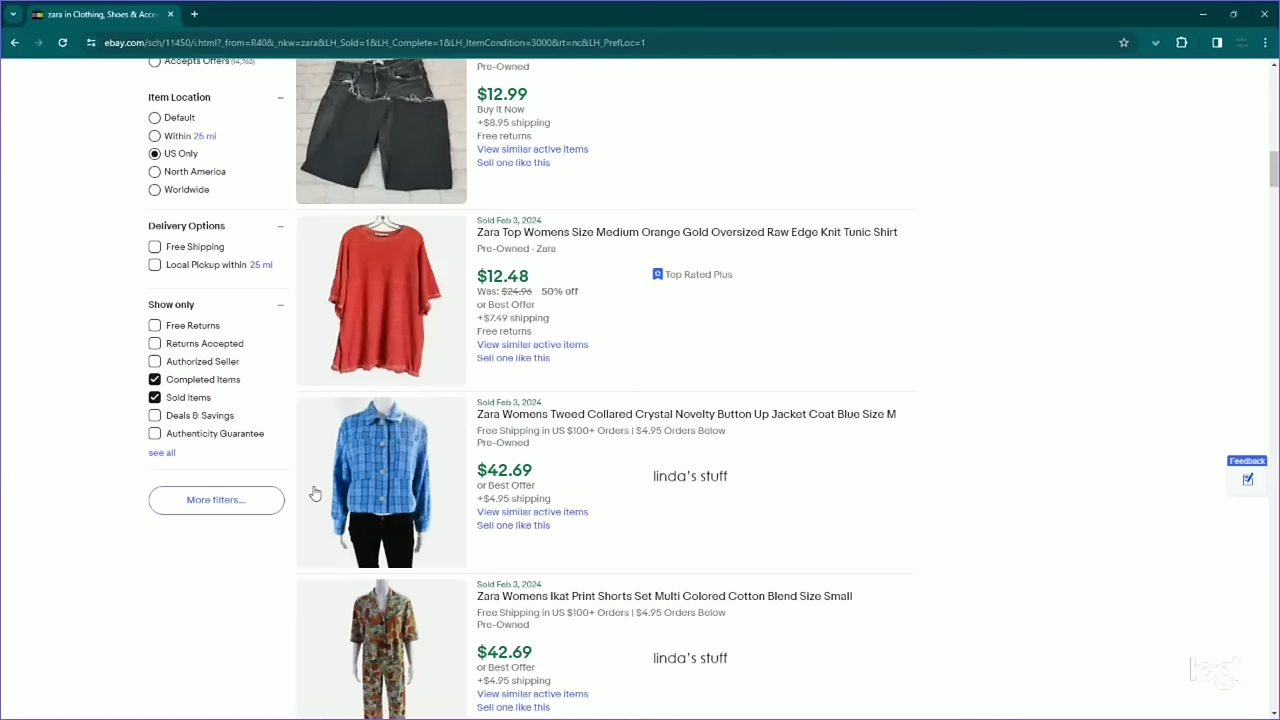 zara in Clothing, Shoes & Acce
ebay.com/sch/11450/i.html?_from=R40&_nkw=zara&LH_Sold=1&LH_Complete=1&LH_ItemCondition=3000&rt=nc&LH_PrefLoc=1
Accepts Offers (14,762)
Item Location
Default
Within 25 mi
US Only
North America
Worldwide
Delivery Options
Free Shipping
Local Pickup within 25 mi
Show only
Free Returns
Returns Accepted
Authorized Seller
Completed Items
Sold Items
Deals & Savings
Authenticity Guarantee
see all
More filters...
Pre-Owned
$12.99
Buy It Now
+$8.95 shipping
Free returns
View similar active items
Sell one like this
Sold Feb 3, 2024
Zara Top Womens Size Medium Orange Gold Oversized Raw Edge Knit Tunic Shirt
Pre-Owned · Zara
$12.48
Was: $24.96 50% off
or Best Offer
+$7.49 shipping
Free returns
View similar active items
Sell one like this
Top Rated Plus
Sold Feb 3, 2024
Zara Womens Tweed Collared Crystal Novelty Button Up Jacket Coat Blue Size M
Free Shipping in US $100+ Orders | $4.95 Orders Below
Pre-Owned
$42.69
or Best Offer
+$4.95 shipping
View similar active items
Sell one like this
linda's stuff
Sold Feb 3, 2024
Zara Womens Ikat Print Shorts Set Multi Colored Cotton Blend Size Small
Free Shipping in US $100+ Orders | $4.95 Orders Below
Pre-Owned
$42.69
or Best Offer
+$4.95 shipping
View similar active items
Sell one like this
linda's stuff
Feedback